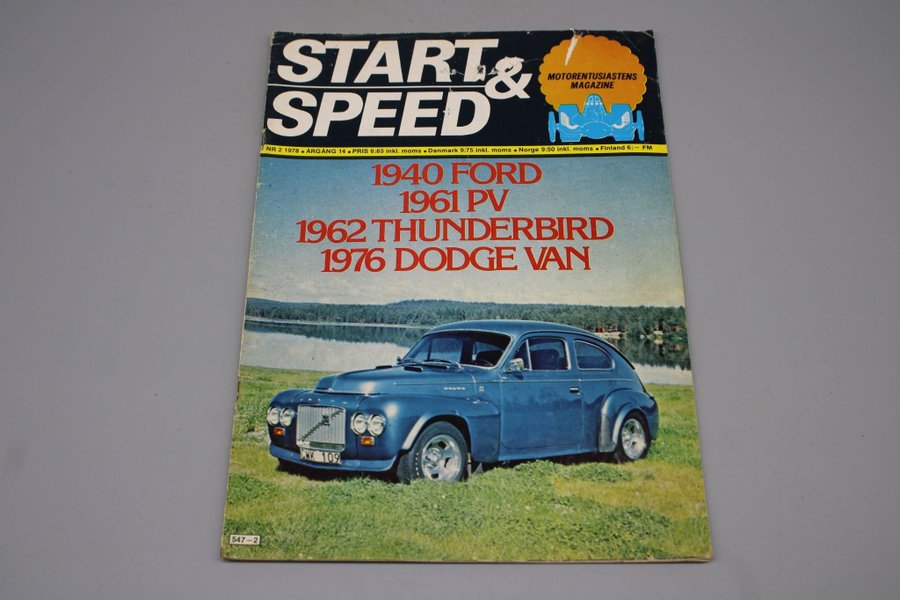 START &
SPEED
MOTORENTUSIASTENS
MAGAZINE
NR 2 1978 • ÅRGÅNG 14 • PRIS 6:65 inkl. moms • Danmark 9:75 inkl. moms • Norge 9:50 inkl. moms • Finland 6:— FM
1940 FORD
1961 PV
1962 THUNDERBIRD
1976 DODGE VAN
VOLVO
CWK 109
547–2